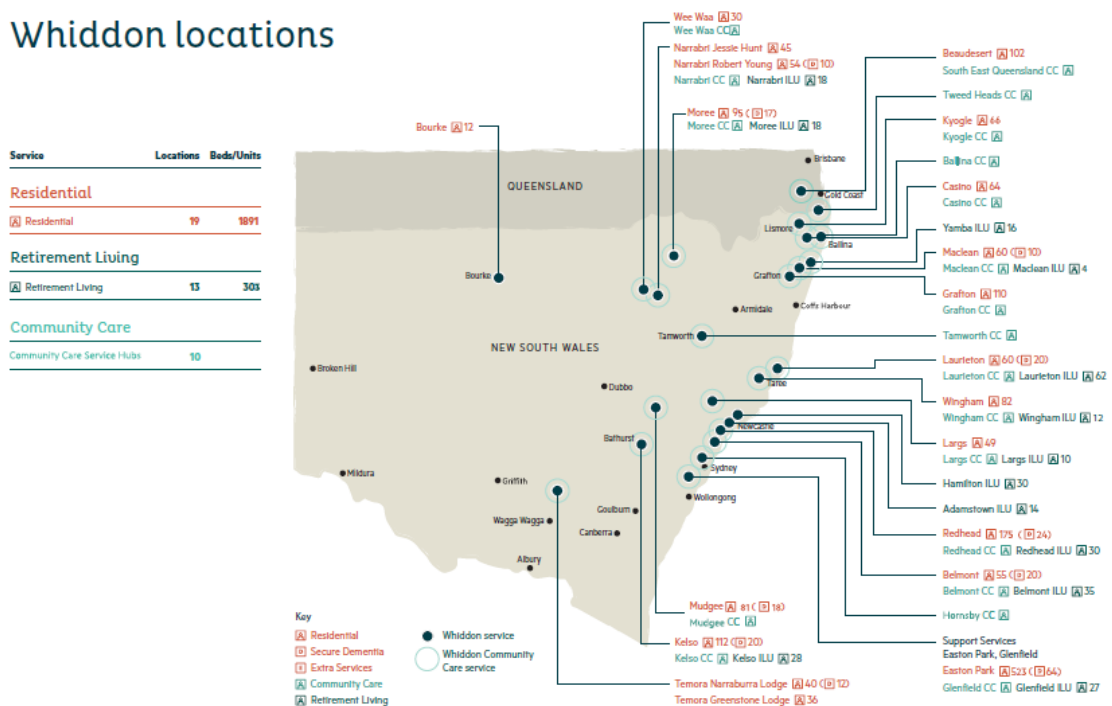 Whiddon locations
Service Locations Beds/Units
Residential
A Residential 19 1891
Retirement Living
A Retirement Living 13
Community Care
Community Care Service Hubs 10
Wee Waa A 30
Wee Waa CC A
Narrabri Jessie Hunt A 45
Narrabri Robert Young A 54 (D 10)
Narrabri CC A Narrabri ILU A 18
Moree A 95 (D 17)
Moree CC A Moree ILU A 18
Bourke A 12
QUEENSLAND
NEW SOUTH WALES
Brisbane
Gold Coast
Lismore
Ballina
Bourke
Grafton
Armidale
Coffs Harbour
Tamworth
Broken Hill
Dubbo
Taree
Newcastle
Bathurst
Sydney
Mildura
Griffith
Wollongong
Goulburn
Wagga Wagga
Canberra
Albury
Beaudesert A 102
South East Queensland CC A
Tweed Heads CC A
Kyogle A 66
Kyogle CC A
Ballina CC A
Casino A 64
Casino CC A
Yamba ILU A 16
Maclean A 60 (D 10)
Maclean CC A Maclean ILU A 4
Grafton A 110
Grafton CC A
Tamworth CC A
Laurieton A 60 (D 20)
Laurieton CC A Laurieton ILU A 62
Wingham A 82
Wingham CC A Wingham ILU A 12
Largs A 49
Largs CC A Largs ILU A 10
Hamilton ILU A 30
Adamstown ILU A 14
Redhead A 175 (D 24)
Redhead CC A Redhead ILU A 30
Belmont A 55 (D 20)
Belmont CC A Belmont ILU A 35
Hornsby CC A
Support Services
Easton Park, Glenfield
Easton Park A 523 (D 64)
Glenfield CC A Glenfield ILU A 27
Mudgee A 81 (D 18)
Mudgee CC A
Kelso A 112 (D 20)
Kelso CC A Kelso ILU A 28
Temora Narraburra Lodge A 40 (D 12)
Temora Greenstone Lodge A 36
Key
A Residential
D Secure Dementia
E Extra Services
A Community Care
A Retirement Living
Whiddon service
Whiddon Community
Care service